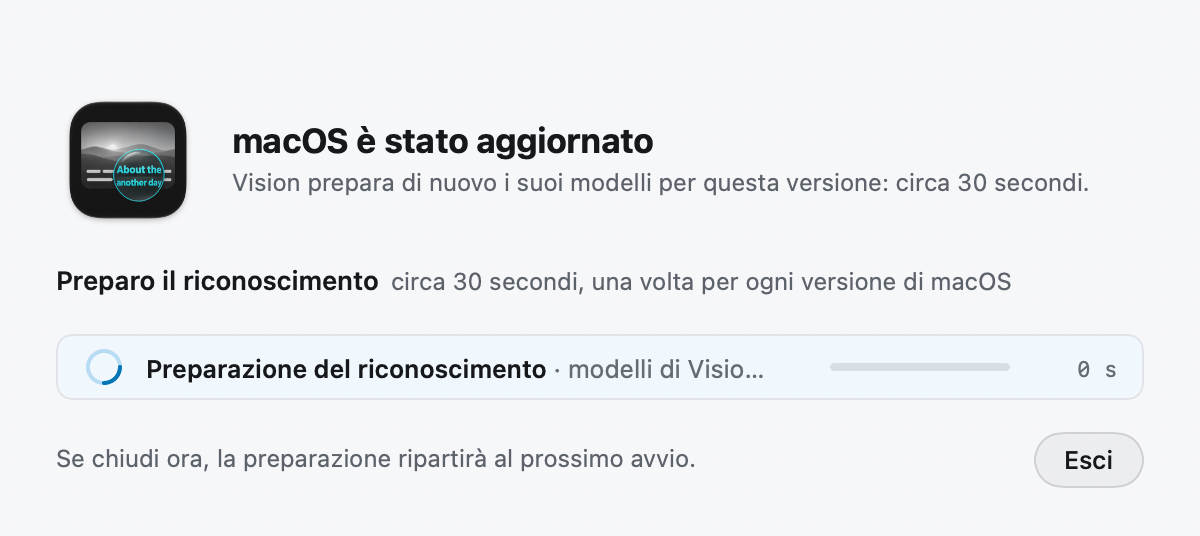 About the
another day
macOS è stato aggiornato
Vision prepara di nuovo i suoi modelli per questa versione: circa 30 secondi.
Preparo il riconoscimento circa 30 secondi, una volta per ogni versione di macOS
Preparazione del riconoscimento · modelli di Visio... 0 s
Se chiudi ora, la preparazione ripartirà al prossimo avvio.
Esci